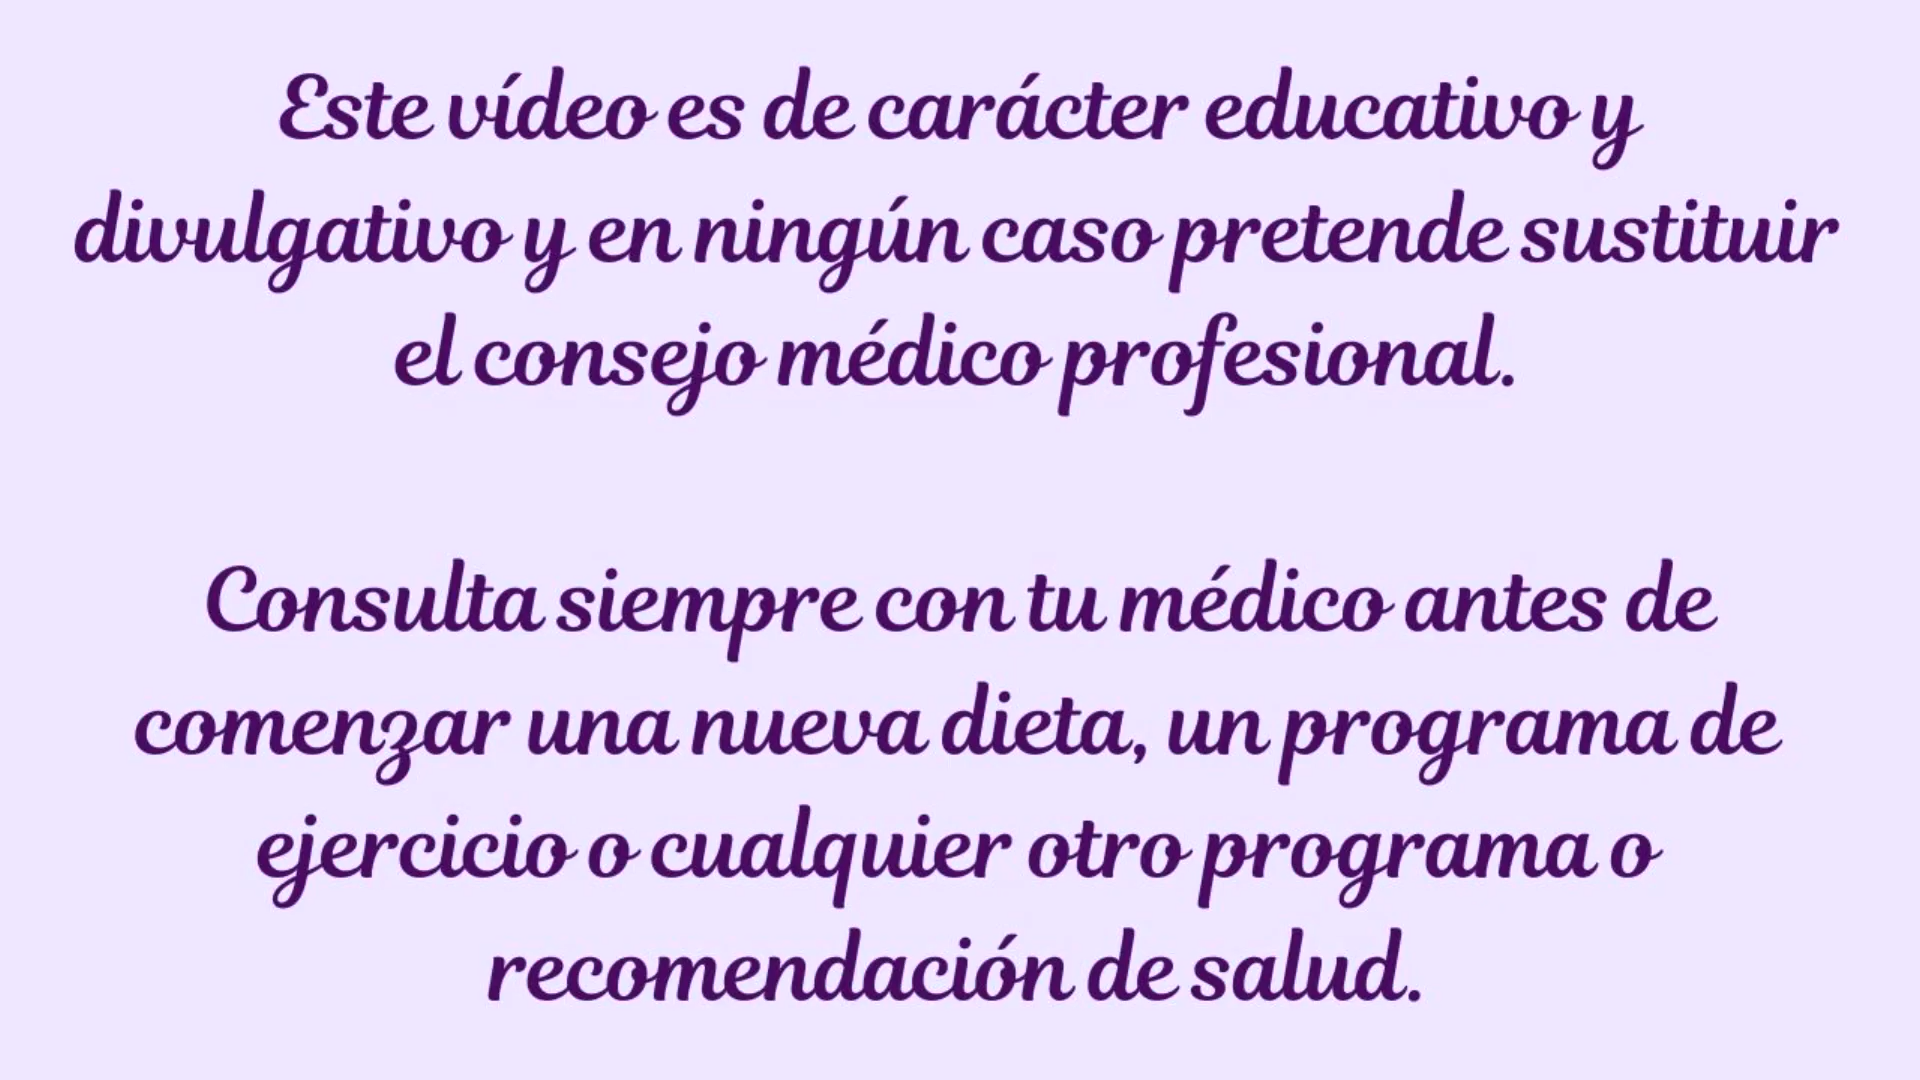 Este vídeo es de carácter educativo y
divulgativo y en ningún caso pretende sustituir
el consejo médico profesional.
Consulta siempre con tu médico antes de
comenzar una nueva dieta, un programa de
ejercicio o cualquier otro programa o
recomendación de salud.